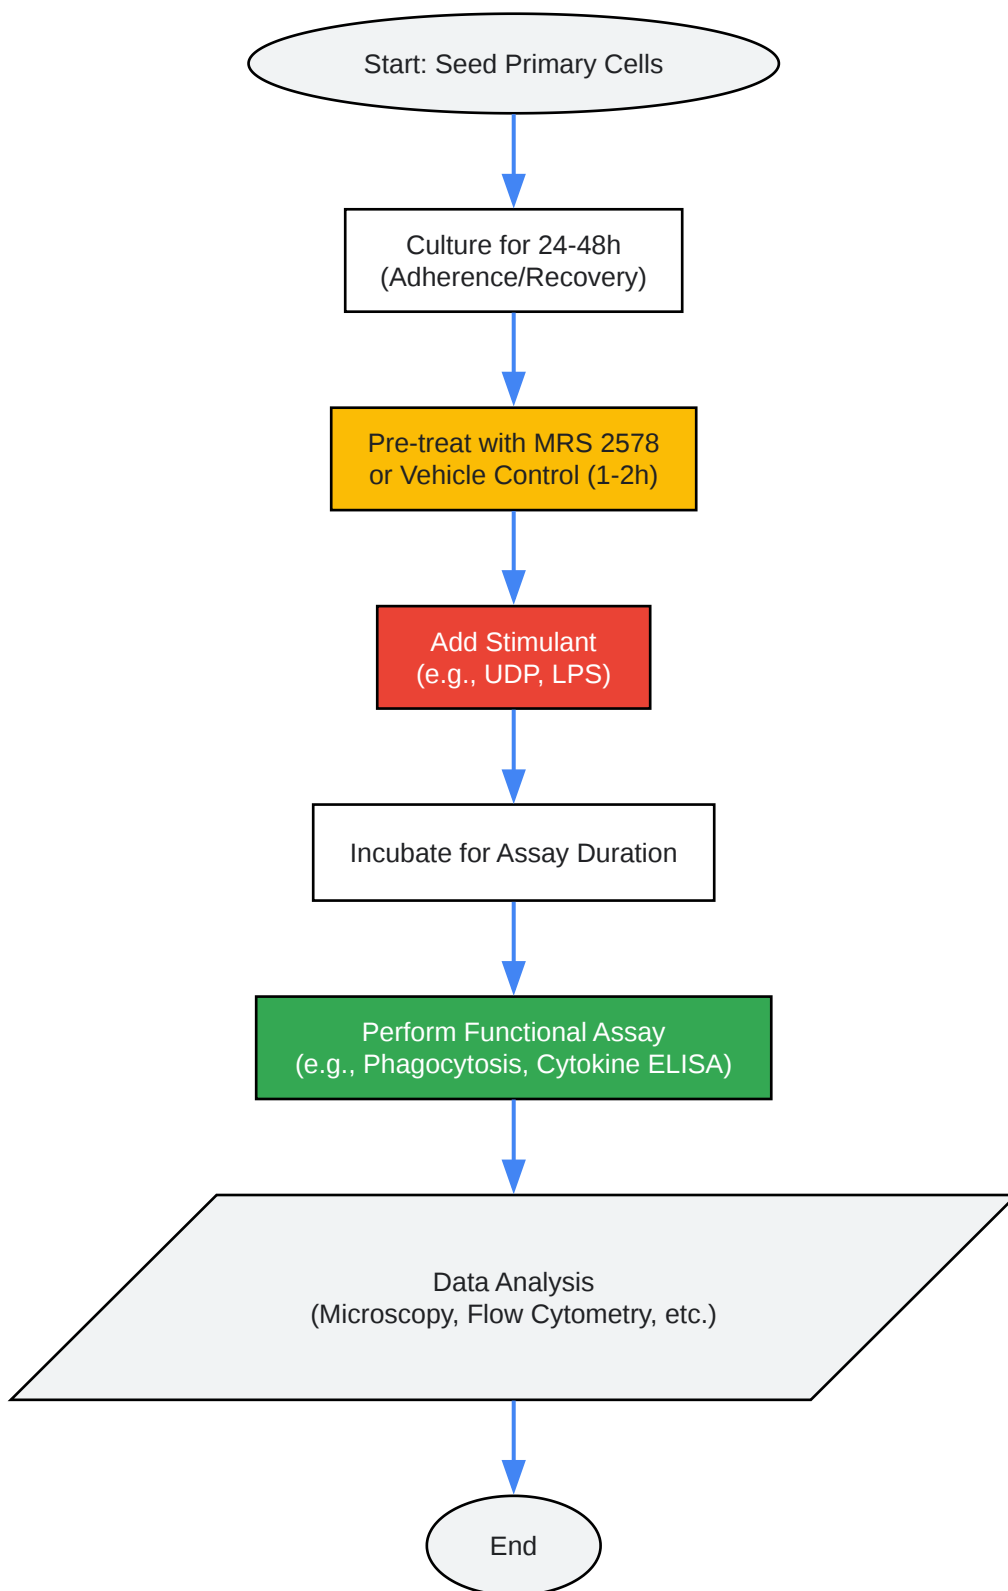 Start: Seed Primary Cells
Culture for 24-48h
(Adherence/Recovery)
Pre-treat with MRS 2578
or Vehicle Control (1-2h)
Add Stimulant
(e.g., UDP, LPS)
Incubate for Assay Duration
Perform Functional Assay
(e.g., Phagocytosis, Cytokine ELISA)
Data Analysis
(Microscopy, Flow Cytometry, etc.)
End